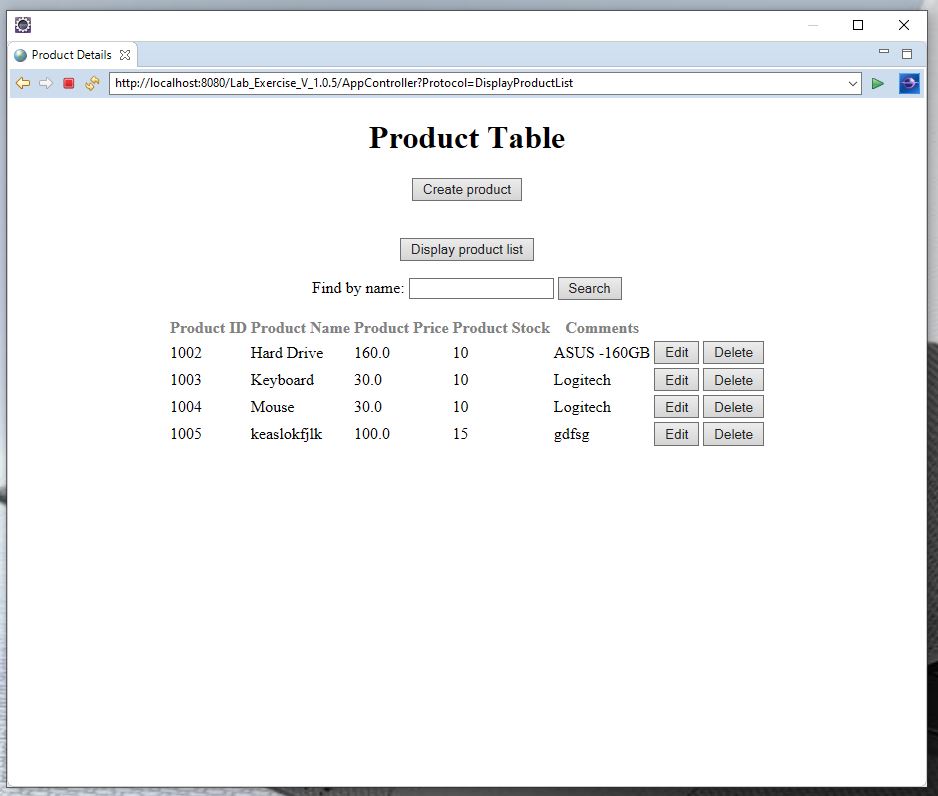 Product Details
http://localhost:8080/Lab_Exercise_V_1.0.5/AppController?Protocol=DisplayProductList
Product Table
Create product
Display product list
Find by name: Search
Product ID Product Name Product Price Product Stock Comments
1002 Hard Drive 160.0 10 ASUS -160GB Edit Delete
1003 Keyboard 30.0 10 Logitech Edit Delete
1004 Mouse 30.0 10 Logitech Edit Delete
1005 keaslokfjlk 100.0 15 gdfsg Edit Delete